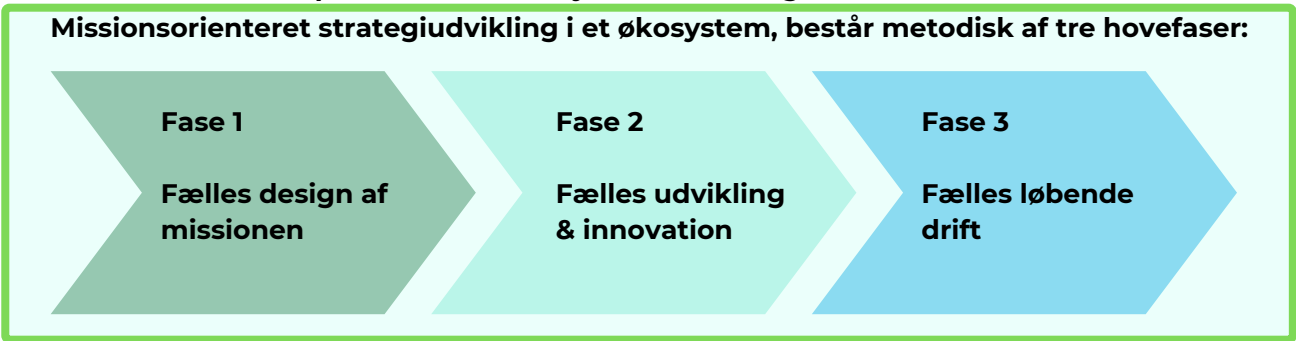 Missionsorienteret strategiudvikling i et økosystem, består metodisk af tre hovefaser:
Fase 1
Fælles design af
missionen
Fase 2
Fælles udvikling
& innovation
Fase 3
Fælles løbende
drift